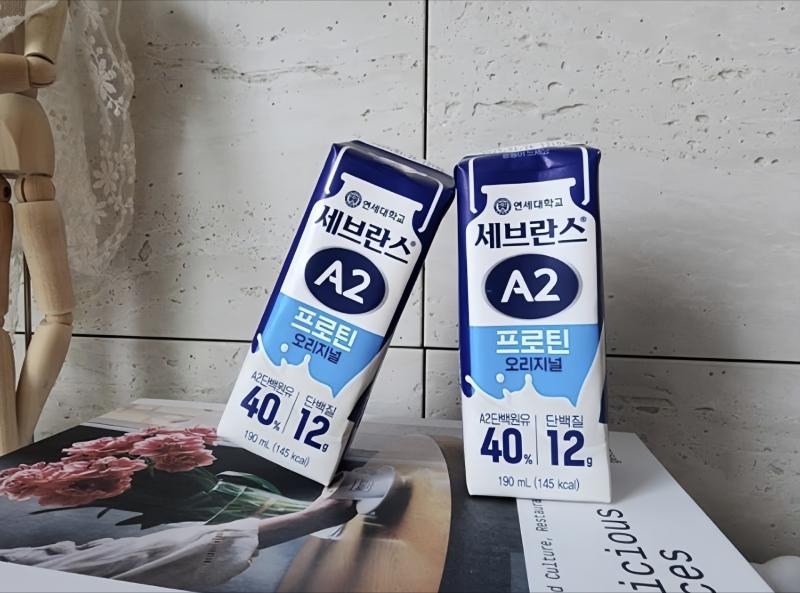 연세대학교
세브란스®
A2
프로틴
오리지널
A2단백원유
40%
단백질
12g
190 mL (145 kcal)
연세대학교
세브란스®
A2
프로틴
오리지널
A2단백원유
40%
단백질
12g
190 mL (145 kcal)
d Culture, Restaura
icious
ces